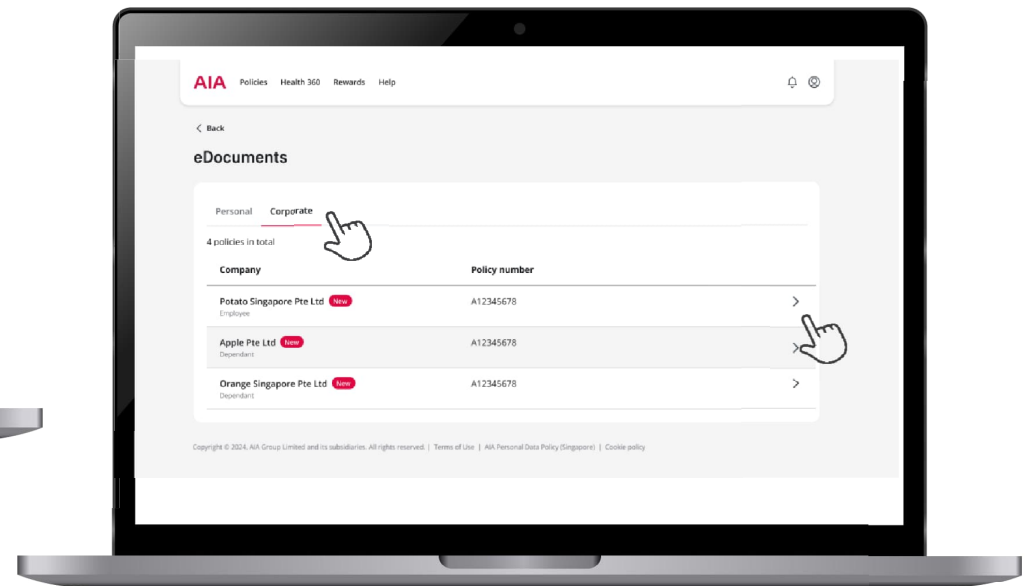 AIA Policies Health 360 Rewards Help
Back
eDocuments
Personal Corporate
4 policies in total
Company Policy number
Potato Singapore Pte Ltd New A12345678
Employee
Apple Pte Ltd New A12345678
Dependant
Orange Singapore Pte Ltd New A12345678
Dependant
Copyright © 2024, AIA Group Limited and its subsidiaries. All rights reserved. | Terms of Use | AIA Personal Data Policy (Singapore) | Cookie policy